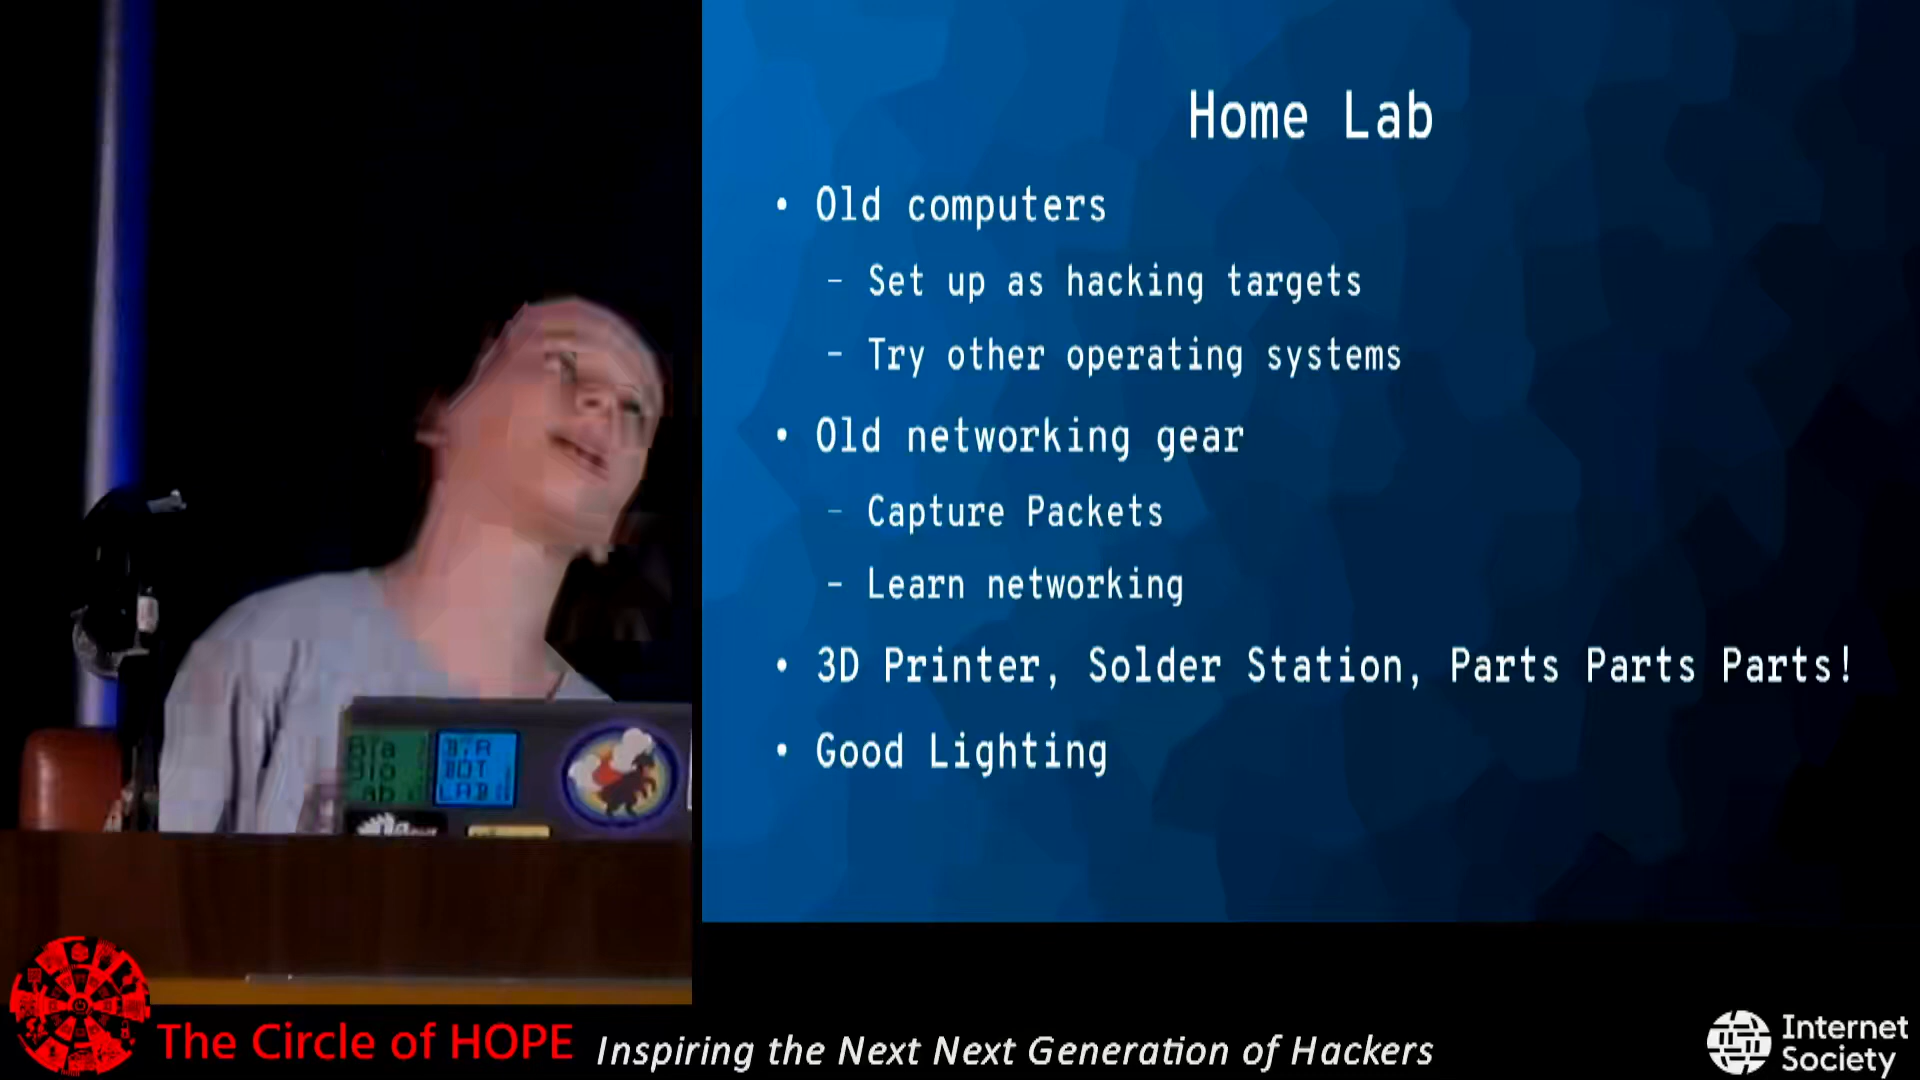 Home Lab
• Old computers
– Set up as hacking targets
– Try other operating systems
• Old networking gear
– Capture Packets
– Learn networking
• 3D Printer, Solder Station, Parts Parts Parts!
• Good Lighting
BOT
LAB
The Circle of HOPE
Inspiring the Next Next Generation of Hackers
Internet
Society